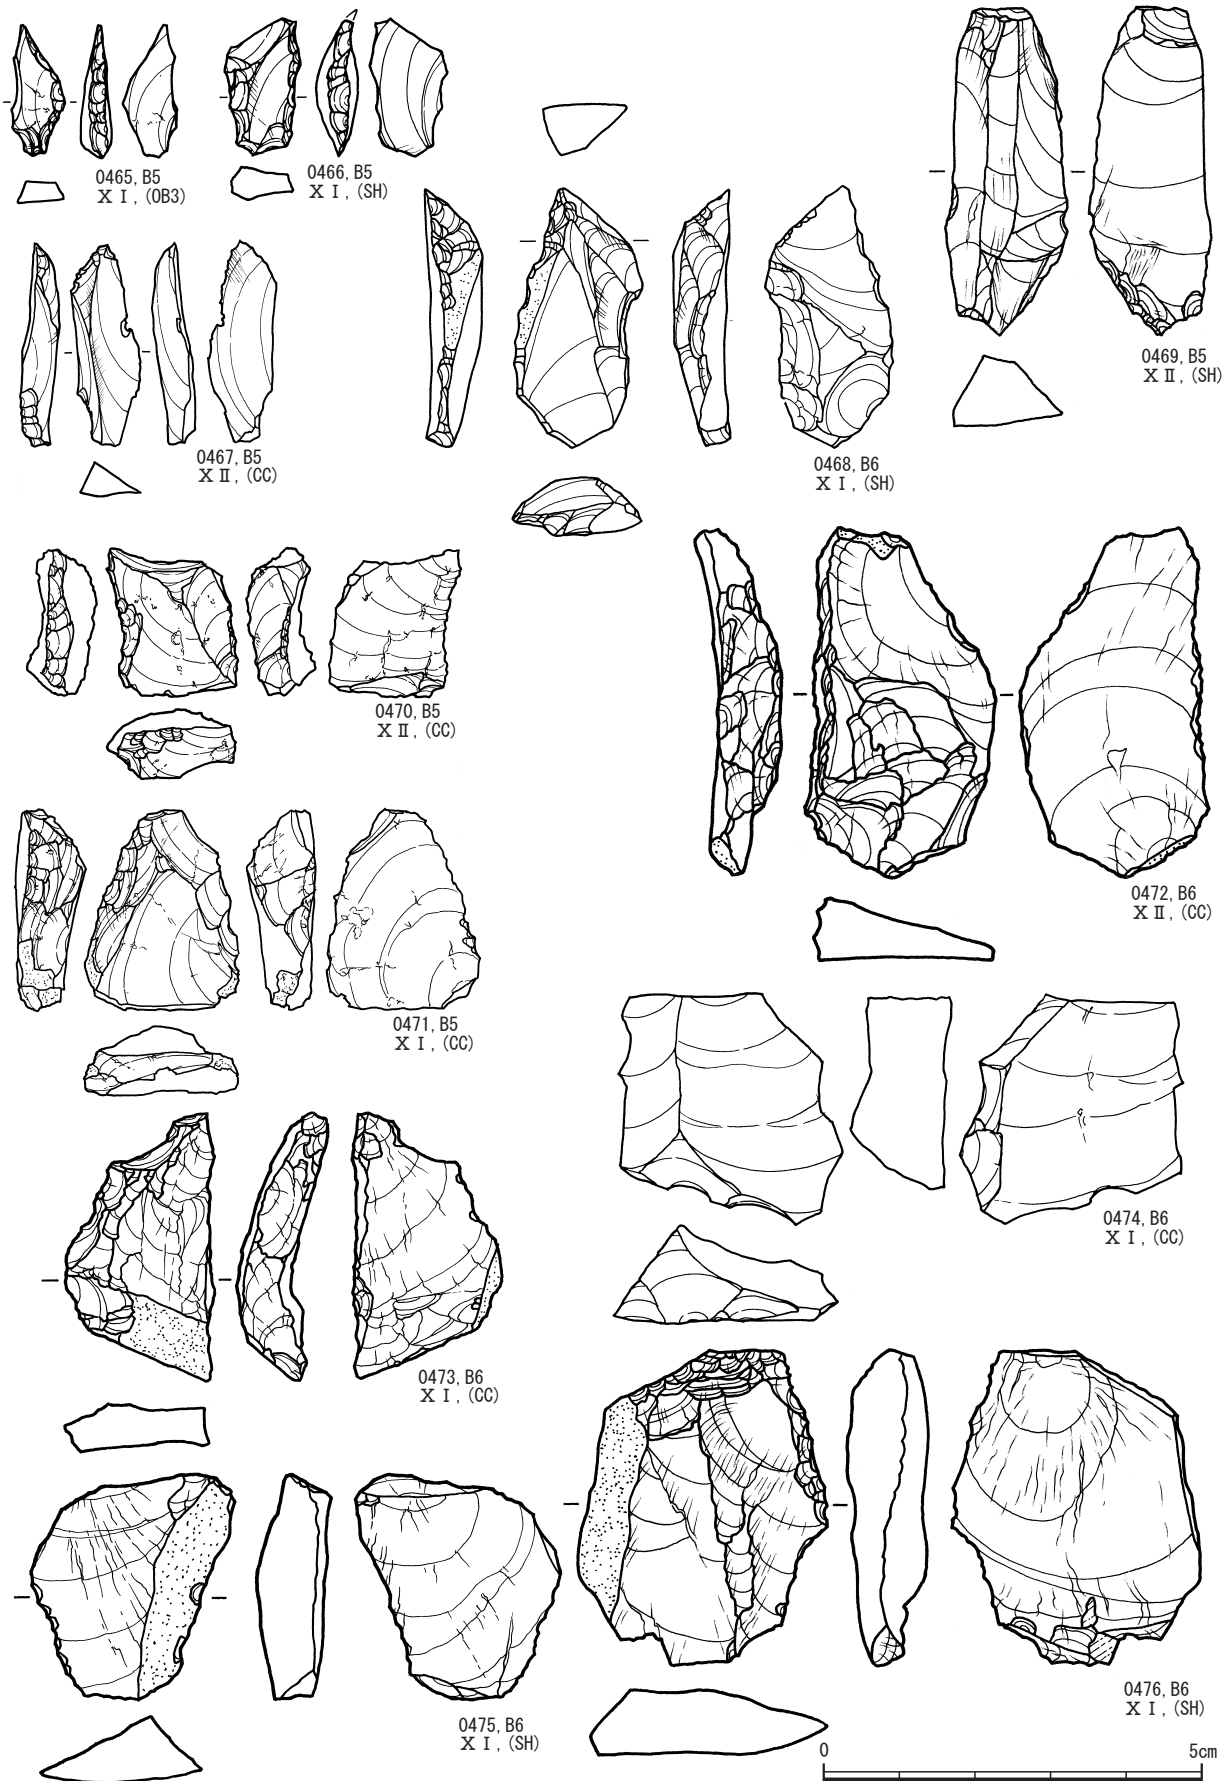 0465, B5
Ⅹ Ⅰ, (OB3)
0466, B5
Ⅹ Ⅰ, (SH)
0467, B5
Ⅹ Ⅱ, (CC)
0468, B6
Ⅹ Ⅰ, (SH)
0469, B5
Ⅹ Ⅱ, (SH)
0470, B5
Ⅹ Ⅱ, (CC)
0471, B5
Ⅹ Ⅰ, (CC)
0472, B6
Ⅹ Ⅱ, (CC)
0473, B6
Ⅹ Ⅰ, (CC)
0474, B6
Ⅹ Ⅰ, (CC)
0475, B6
Ⅹ Ⅰ, (SH)
0476, B6
Ⅹ Ⅰ, (SH)
0 5cm